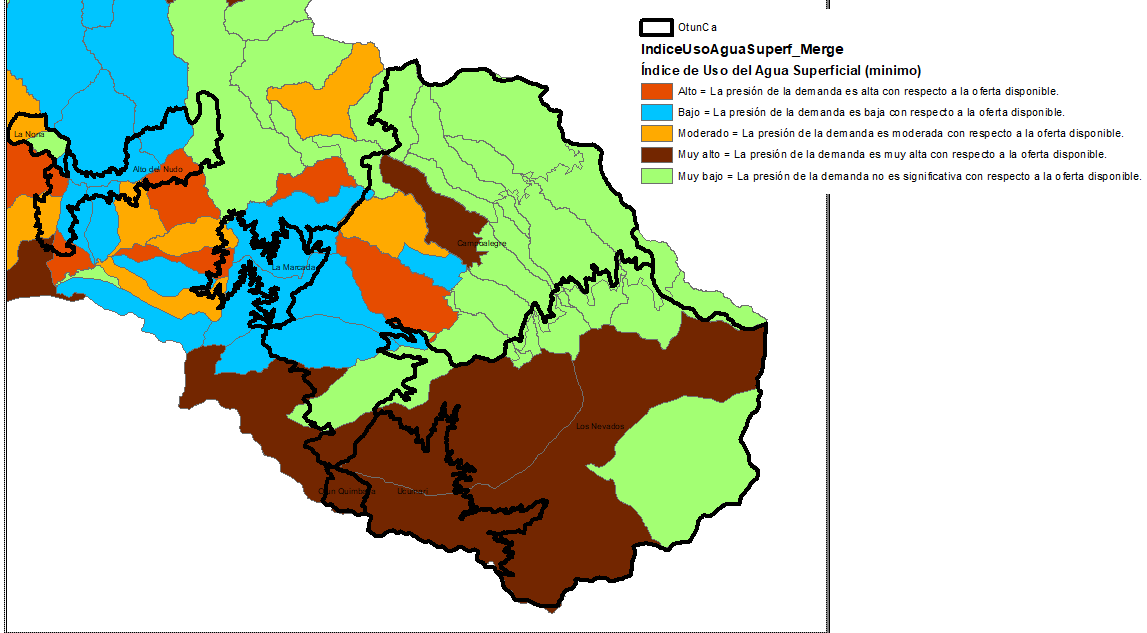 OtunCa
IndiceUsoAguaSuperf_Merge
Índice de Uso del Agua Superficial (minimo)
Alto = La presión de la demanda es alta con respecto a la oferta disponible.
Bajo = La presión de la demanda es baja con respecto a la oferta disponible.
Moderado = La presión de la demanda es moderada con respecto a la oferta disponible.
Muy alto = La presión de la demanda es muy alta con respecto a la oferta disponible.
Muy bajo = La presión de la demanda no es significativa con respecto a la oferta disponible.
La Nona
Alto del Nudo
Campoalegre
La Marcada
Los Nevados
Otun Quimbaya
Ucumari